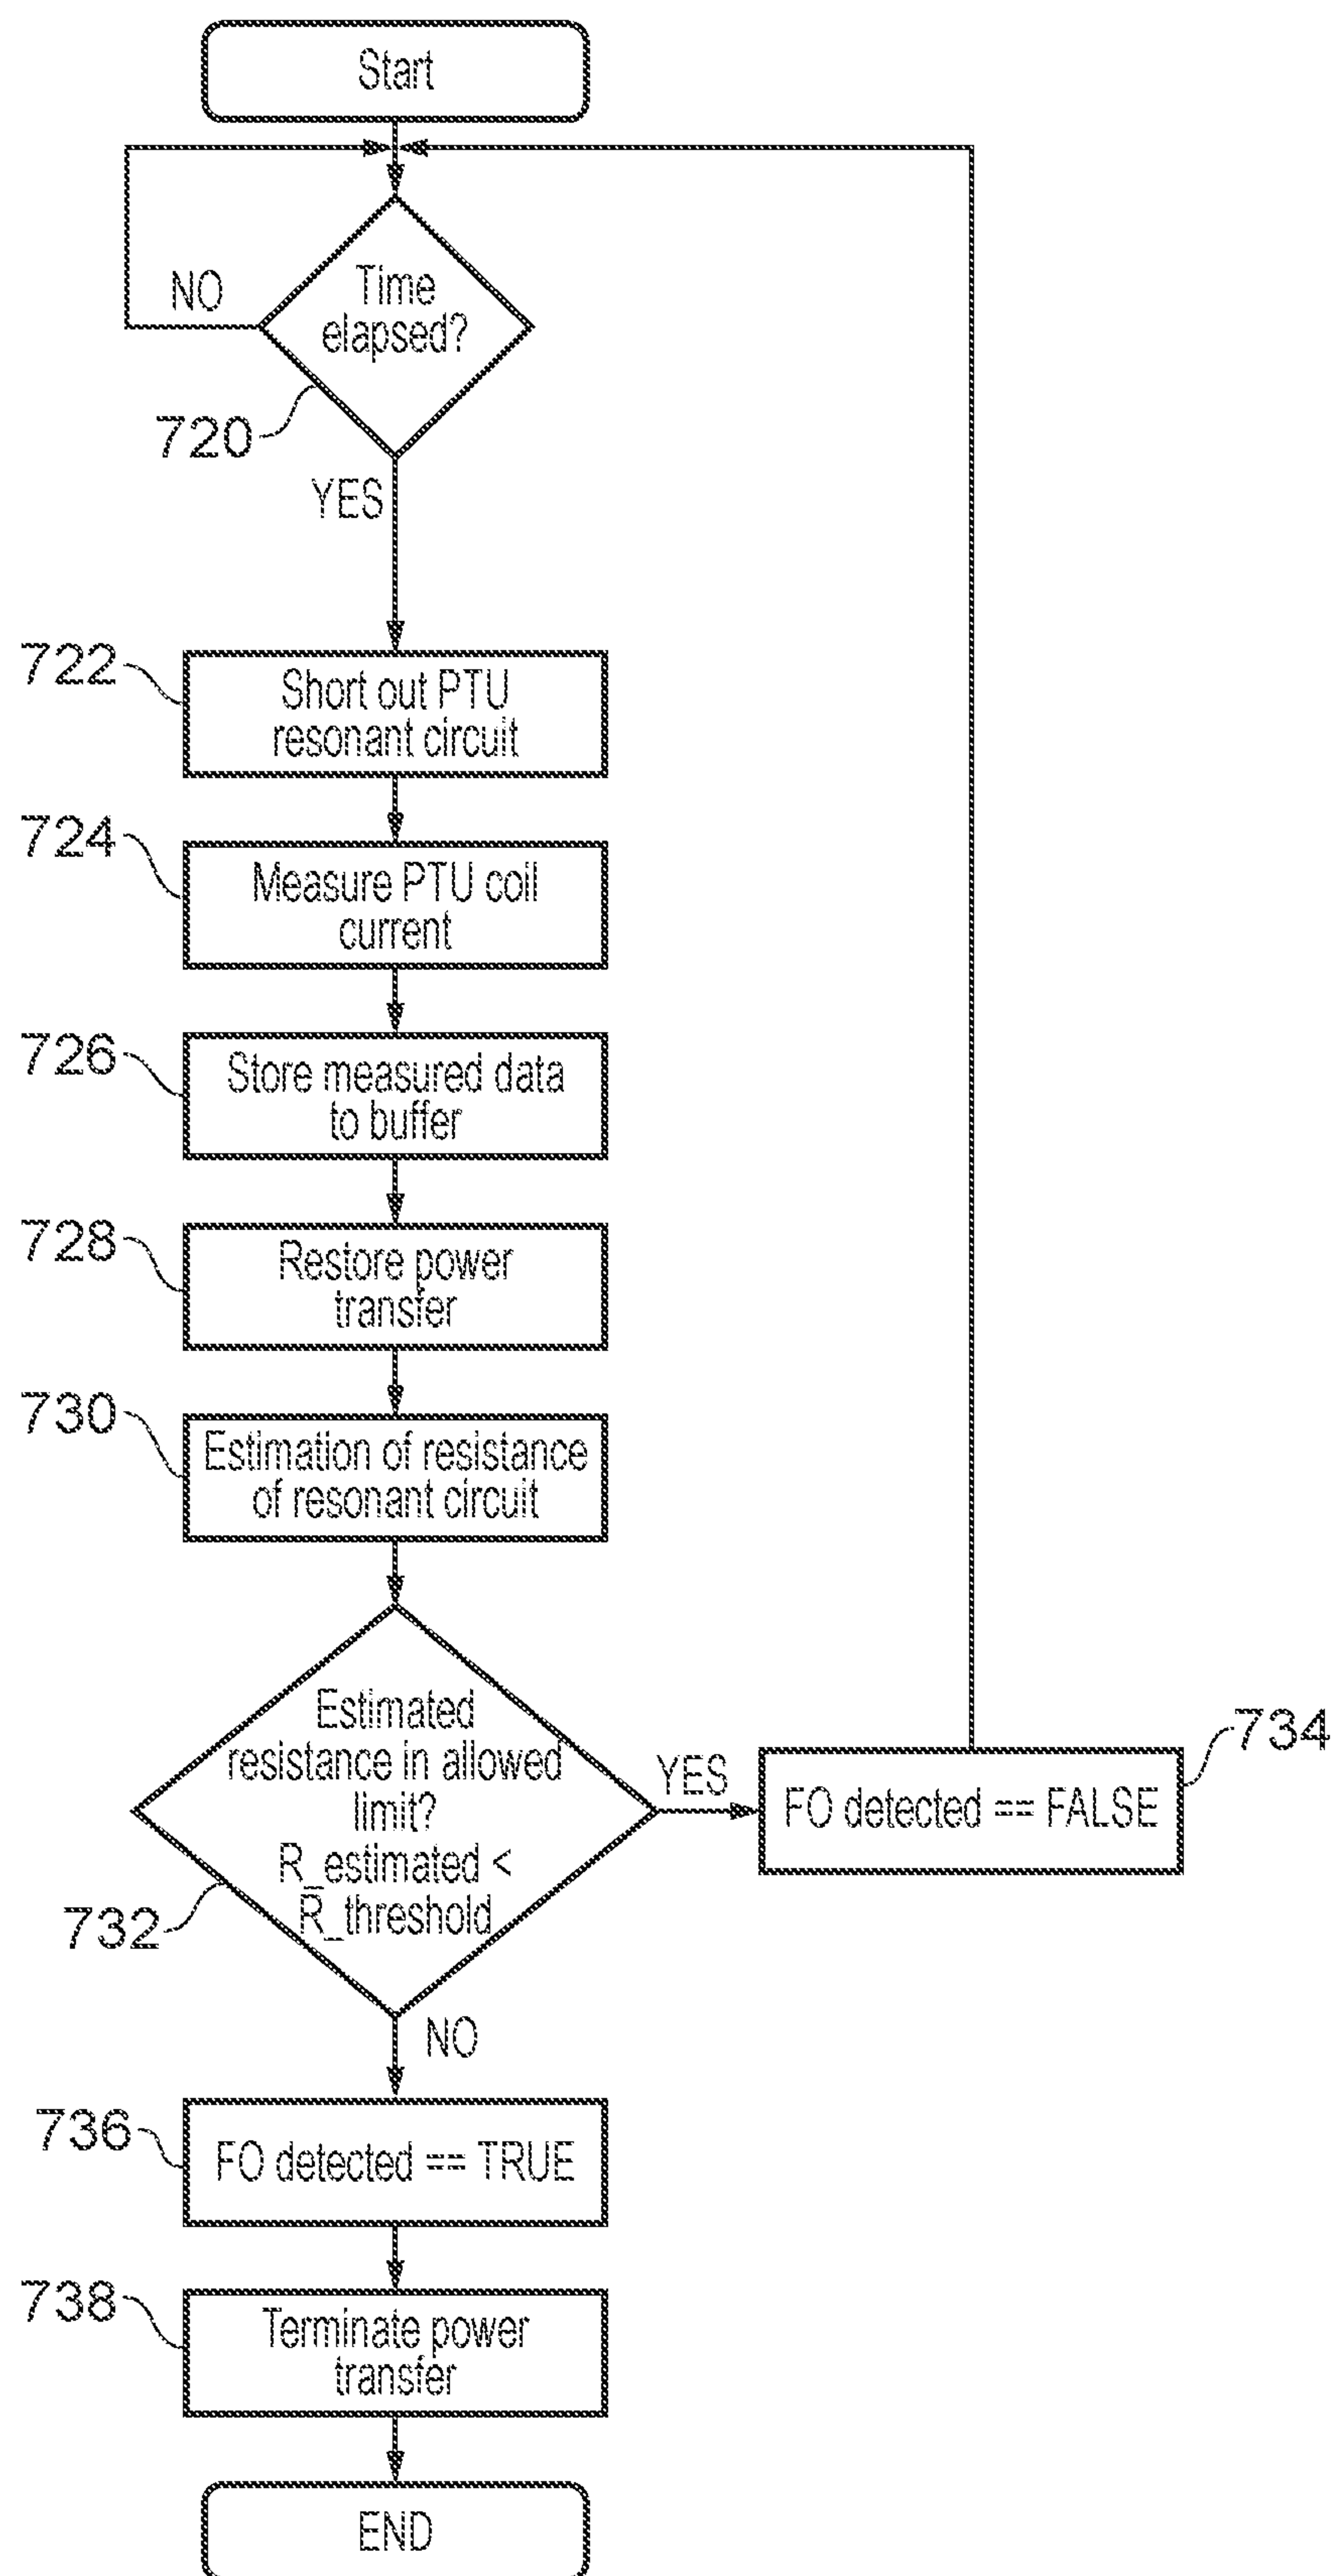 Start
NO
Time
elapsed?
720
YES
722
Short out PTU
resonant circuit
724
Measure PTU coil
current
726
Store measured data
to buffer
728
Restore power
transfer
730
Estimation of resistance
of resonant circuit
Estimated
resistance in allowed
limit?
R_estimated <
R_threshold
732
YES
FO detected == FALSE
734
NO
736
FO detected == TRUE
738
Terminate power
transfer
END